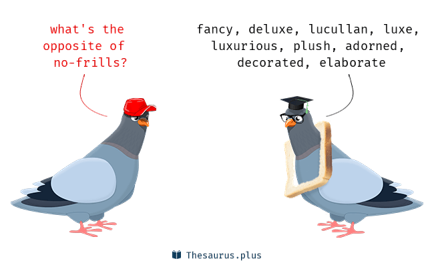 what's the
opposite of
no-frills?
fancy, deluxe, lucullan, luxe,
luxurious, plush, adorned,
decorated, elaborate
Thesaurus.plus